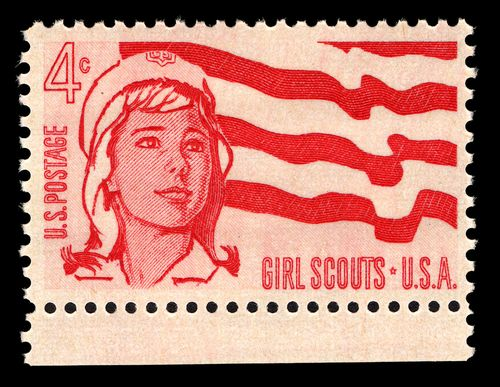 4c
U.S. POSTAGE
GIRL SCOUTS ★ U.S.A.